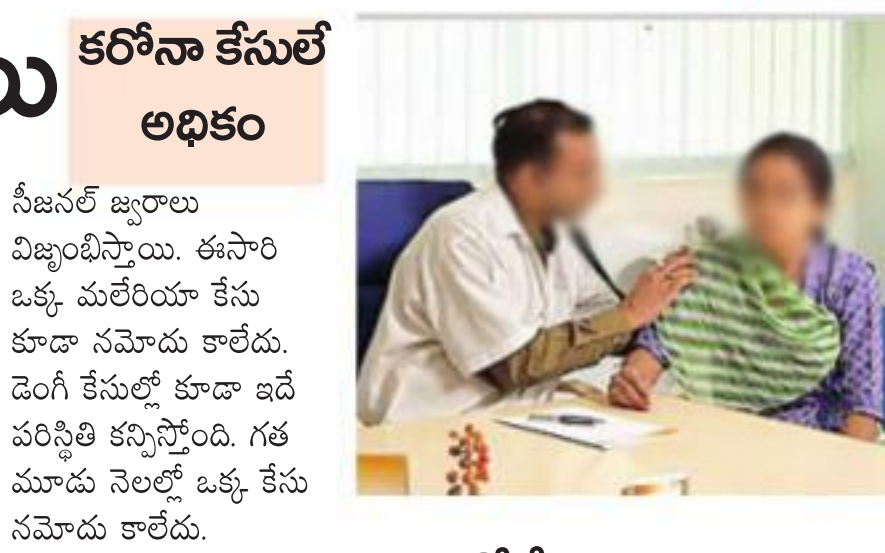 కరోనా కేసులే
అధికం
సీజనల్ జ్వరాలు
విజృంభిస్తాయి. ఈసారి
ఒక్క మలేరియా కేసు
కూడా నమోదు కాలేదు.
డెంగీ కేసుల్లో కూడా ఇదే
పరిస్థితి కన్పిస్తోంది. గత
మూడు నెలల్లో ఒక్క కేసు
నమోదు కాలేదు.